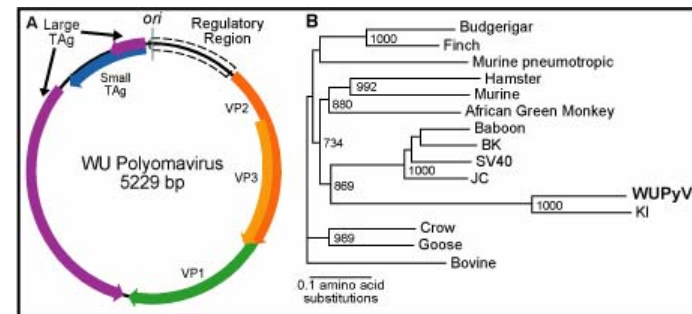 A
Large
TAg
ori
Regulatory
Region
Small
TAg
VP2
WU Polyomavirus
5229 bp
VP3
VP1
B
Budgerigar
1000
Finch
Murine pneumotropic
Hamster
992
Murine
880
African Green Monkey
734
Baboon
BK
SV40
1000
JC
869
WUPyV
1000
KI
Crow
989
Goose
Bovine
0.1 amino acid
substitutions